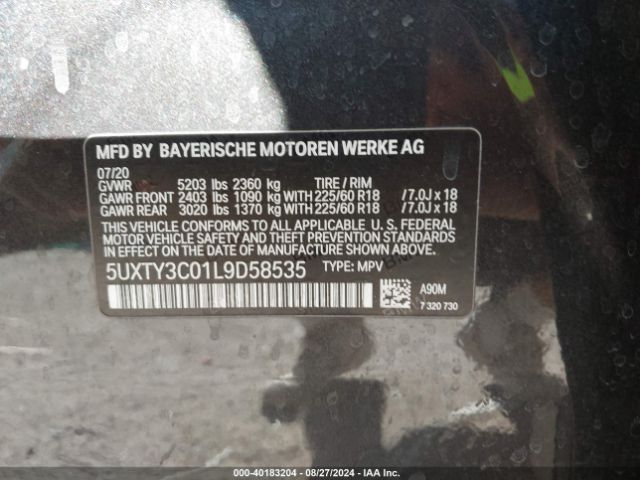 MFD BY BAYERISCHE MOTOREN WERKE AG
07/20
GVWR 5203 lbs 2360 kg TIRE / RIM
GAWR FRONT 2403 lbs 1090 kg WITH 225/60 R18 /7.0J x 18
GAWR REAR 3020 lbs 1370 kg WITH 225/60 R18 /7.0J x 18
THIS VEHICLE CONFORMS TO ALL APPLICABLE U. S. FEDERAL
MOTOR VEHICLE SAFETY AND THEFT PREVENTION STANDARDS
IN EFFECT ON THE DATE OF MANUFACTURE SHOWN ABOVE.
5UXTY3C01L9D58535 TYPE: MPV
A90M
7 320 730
000-40183204 - 08/27/2024 - IAA Inc.